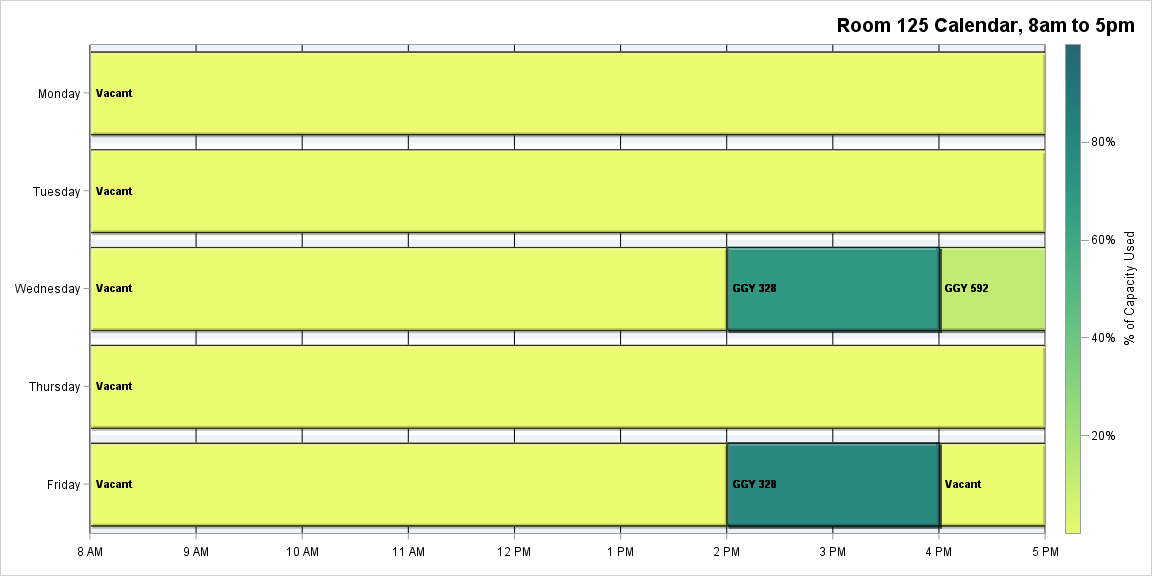 Room 125 Calendar, 8am to 5pm
Monday
Vacant
Tuesday
Vacant
Wednesday
Vacant
GGY 328
GGY 592
Thursday
Vacant
Friday
Vacant
GGY 328
Vacant
8 AM
9 AM
10 AM
11 AM
12 PM
1 PM
2 PM
3 PM
4 PM
5 PM
80%
60%
40%
20%
% of Capacity Used